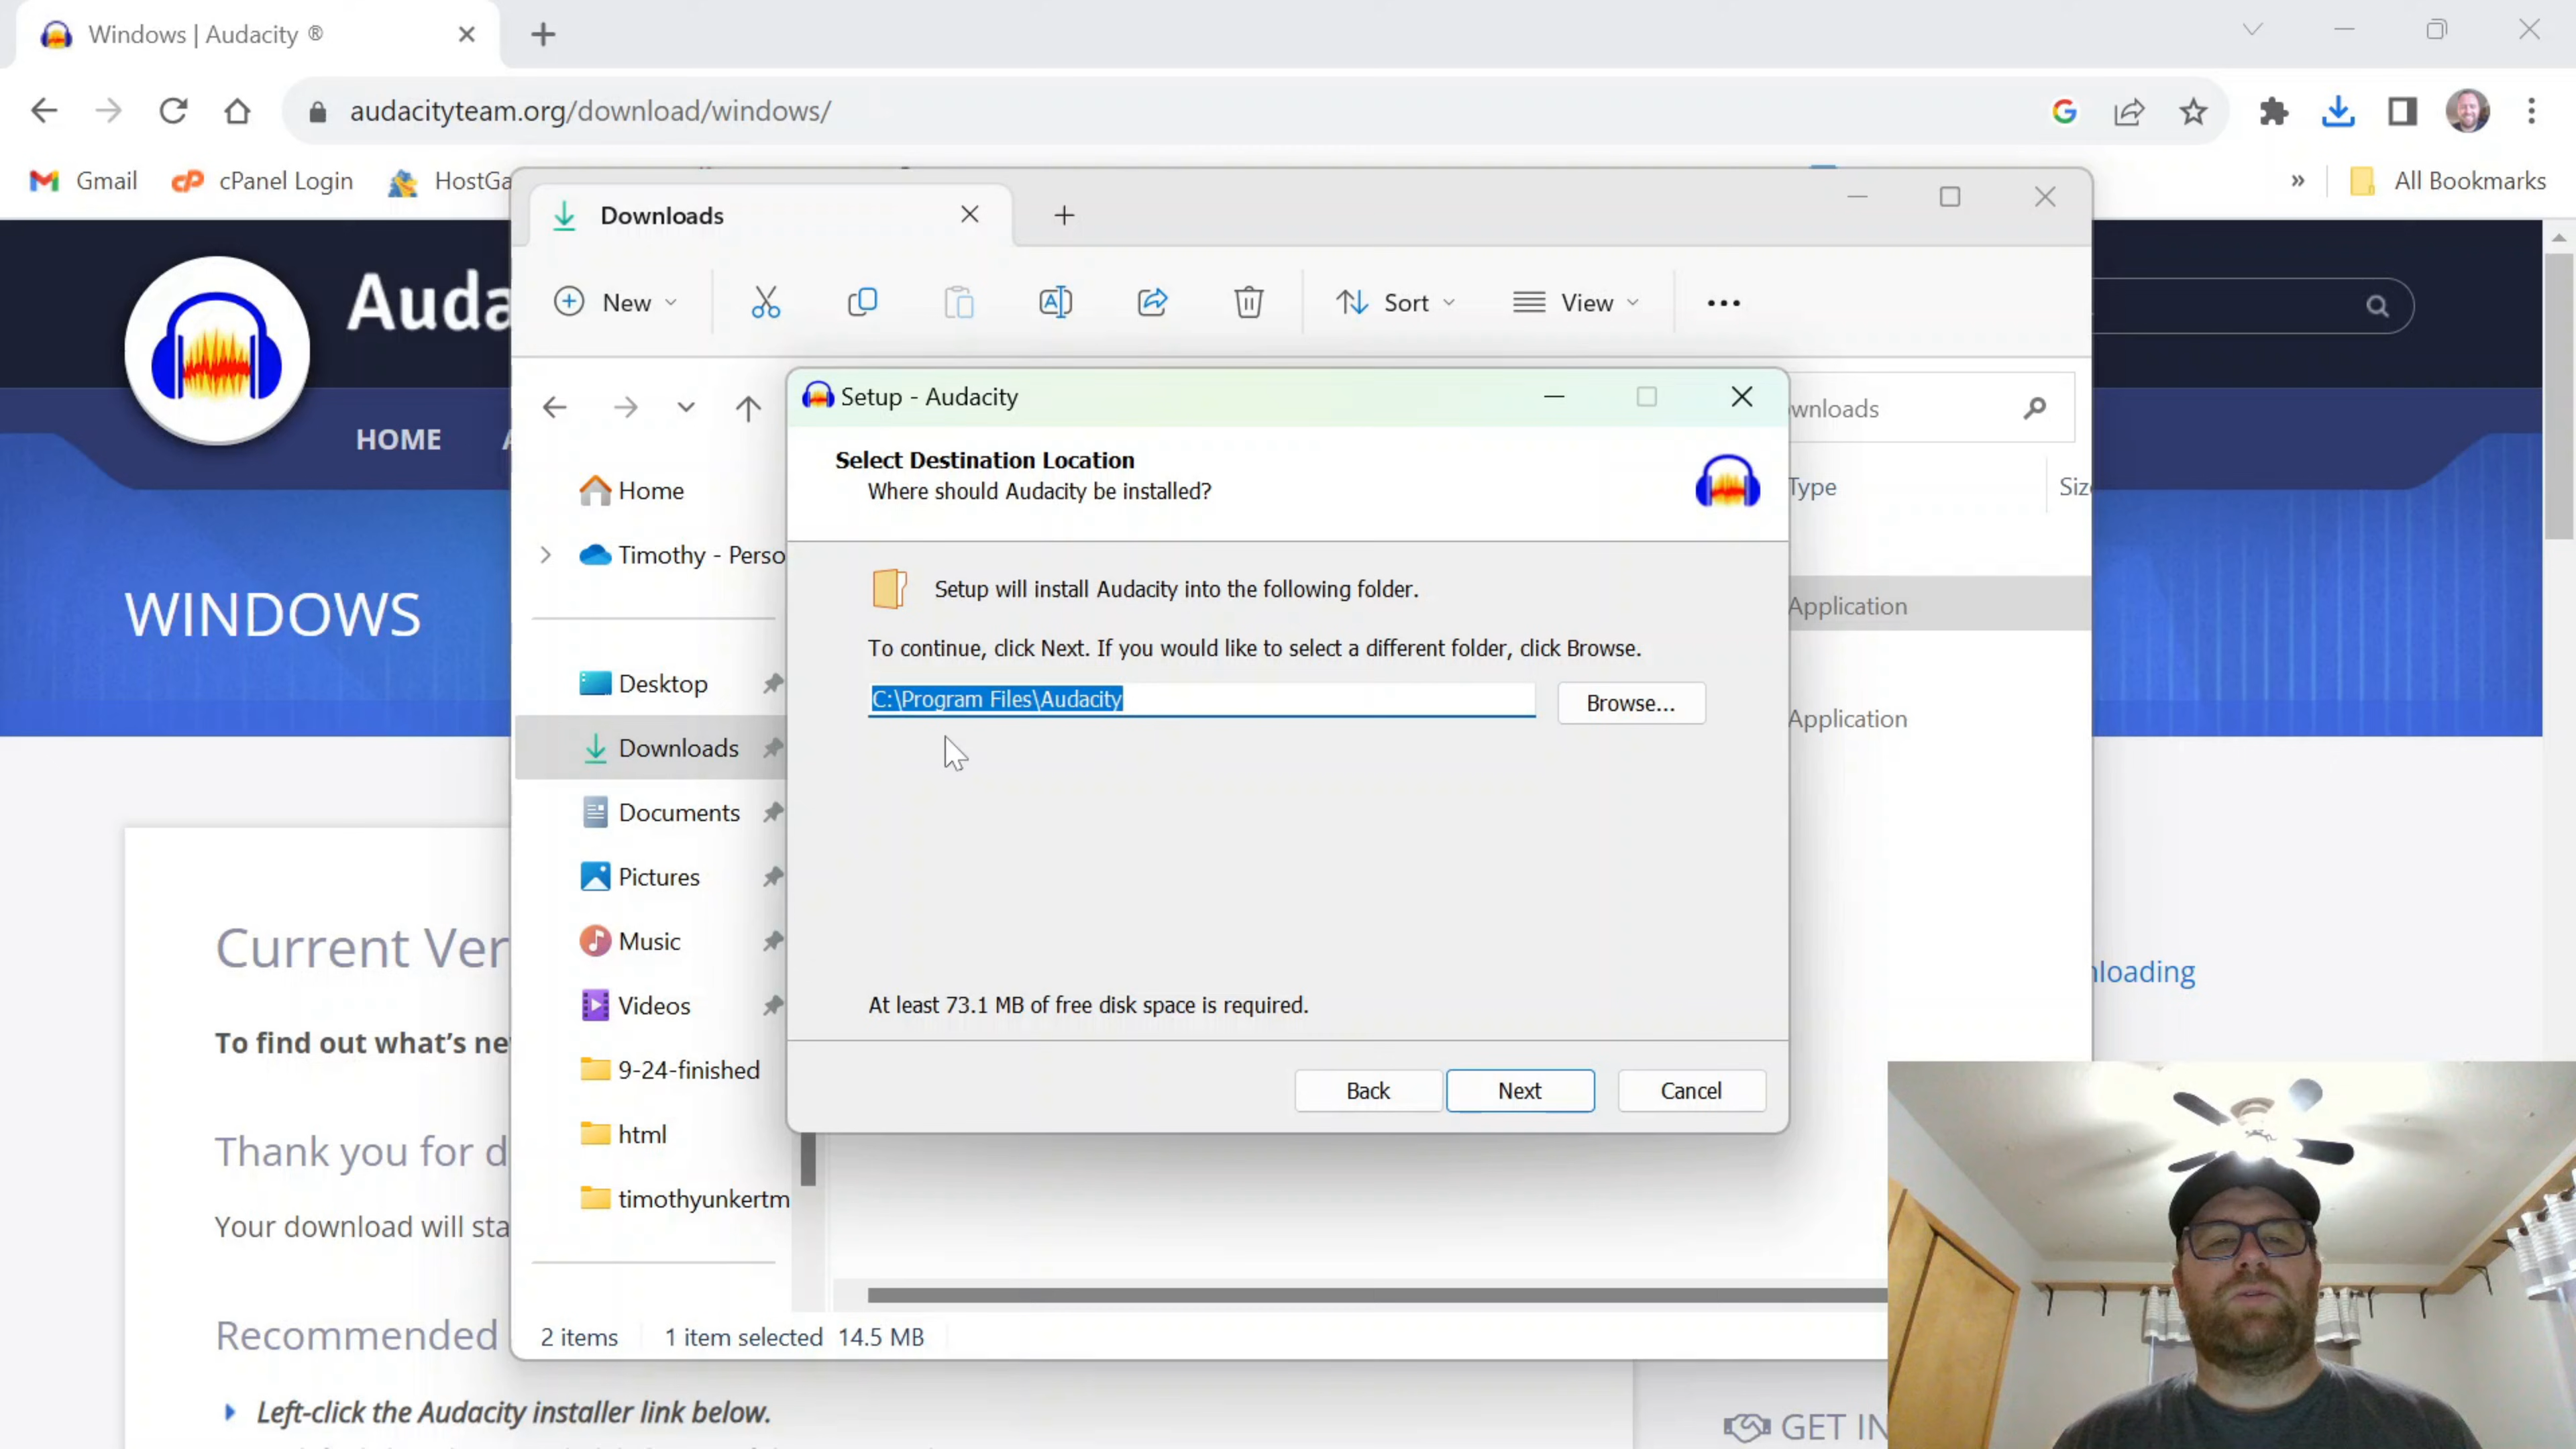 Windows | Audacity ®
audacityteam.org/download/windows/
Gmail
cPanel Login
HostGa
All Bookmarks
Downloads
New
Sort
View
Auda
HOME
A
WINDOWS
Setup - Audacity
wnloads
Select Destination Location
Where should Audacity be installed?
Type
Siz
Home
Timothy - Perso
Desktop
Downloads
Documents
Pictures
Music
Videos
9-24-finished
html
timothyunkertm
Setup will install Audacity into the following folder.
To continue, click Next. If you would like to select a different folder, click Browse.
C:\Program Files\Audacity
Browse...
At least 73.1 MB of free disk space is required.
Back
Next
Cancel
Application
Application
2 items
1 item selected 14.5 MB
Current Ver
To find out what's ne
Thank you for d
Your download will sta
nloading
Recommended
Left-click the Audacity installer link below.
GET IN